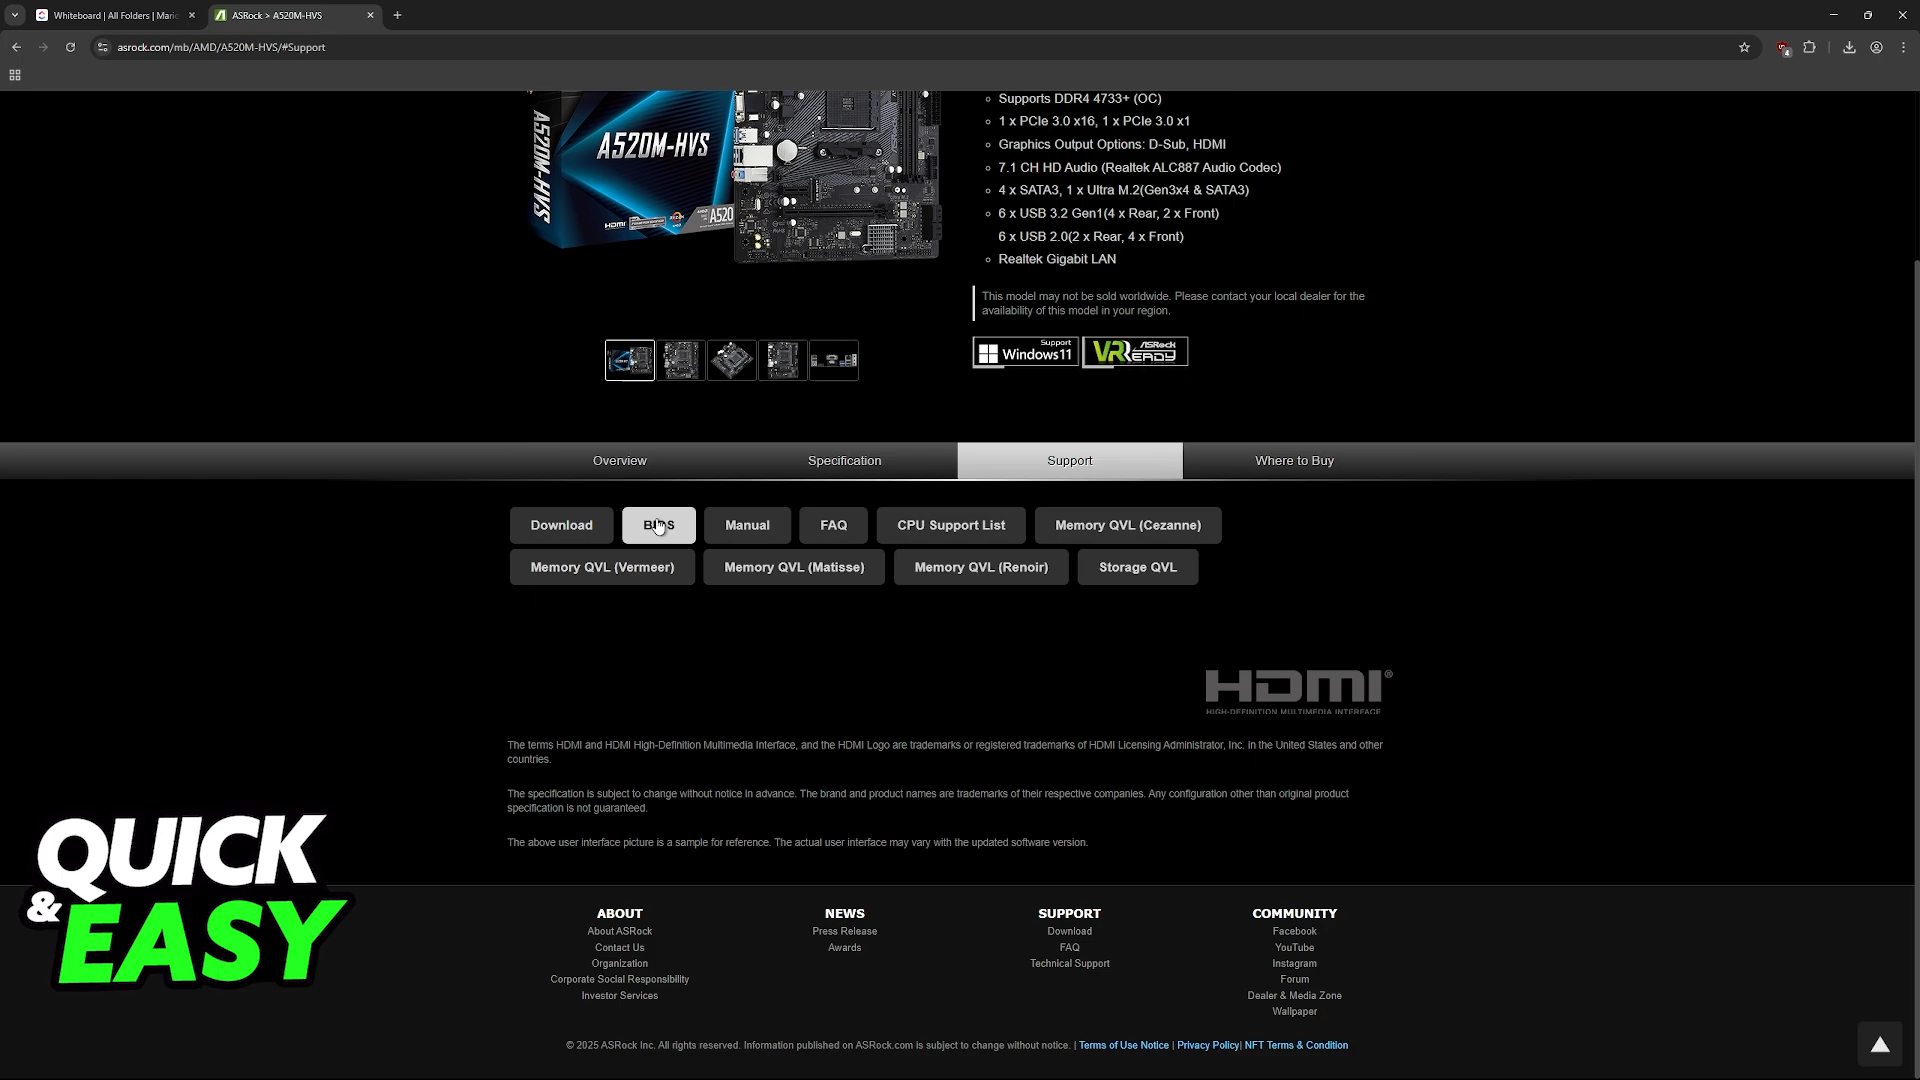 Whiteboard | All Folders | Maric
ASRock > A520M-HVS
asrock.com/mb/AMD/A520M-HVS/#Support
4
A520M-HVS
A520M-HVS
HDMI
RYZEN
AMD
A520
Supports DDR4 4733+ (OC)
1 x PCIe 3.0 x16, 1 x PCIe 3.0 x1
Graphics Output Options: D-Sub, HDMI
7.1 CH HD Audio (Realtek ALC887 Audio Codec)
4 x SATA3, 1 x Ultra M.2(Gen3x4 & SATA3)
6 x USB 3.2 Gen1(4 x Rear, 2 x Front)
6 x USB 2.0(2 x Rear, 4 x Front)
Realtek Gigabit LAN
This model may not be sold worldwide. Please contact your local dealer for the
availability of this model in your region.
Support
Windows11
ASRock
VR READY
Overview
Specification
Support
Where to Buy
Download
BIOS
Manual
FAQ
CPU Support List
Memory QVL (Cezanne)
Memory QVL (Vermeer)
Memory QVL (Matisse)
Memory QVL (Renoir)
Storage QVL
HDMI®
HIGH-DEFINITION MULTIMEDIA INTERFACE
The terms HDMI and HDMI High-Definition Multimedia Interface, and the HDMI Logo are trademarks or registered trademarks of HDMI Licensing Administrator, Inc. in the United States and other
countries.
The specification is subject to change without notice in advance. The brand and product names are trademarks of their respective companies. Any configuration other than original product
specification is not guaranteed.
The above user interface picture is a sample for reference. The actual user interface may vary with the updated software version.
QUICK
&EASY
ABOUT
About ASRock
Contact Us
Organization
Corporate Social Responsibility
Investor Services
NEWS
Press Release
Awards
SUPPORT
Download
FAQ
Technical Support
COMMUNITY
Facebook
YouTube
Instagram
Forum
Dealer & Media Zone
Wallpaper
© 2025 ASRock Inc. All rights reserved. Information published on ASRock.com is subject to change without notice. | Terms of Use Notice | Privacy Policy| NFT Terms & Condition